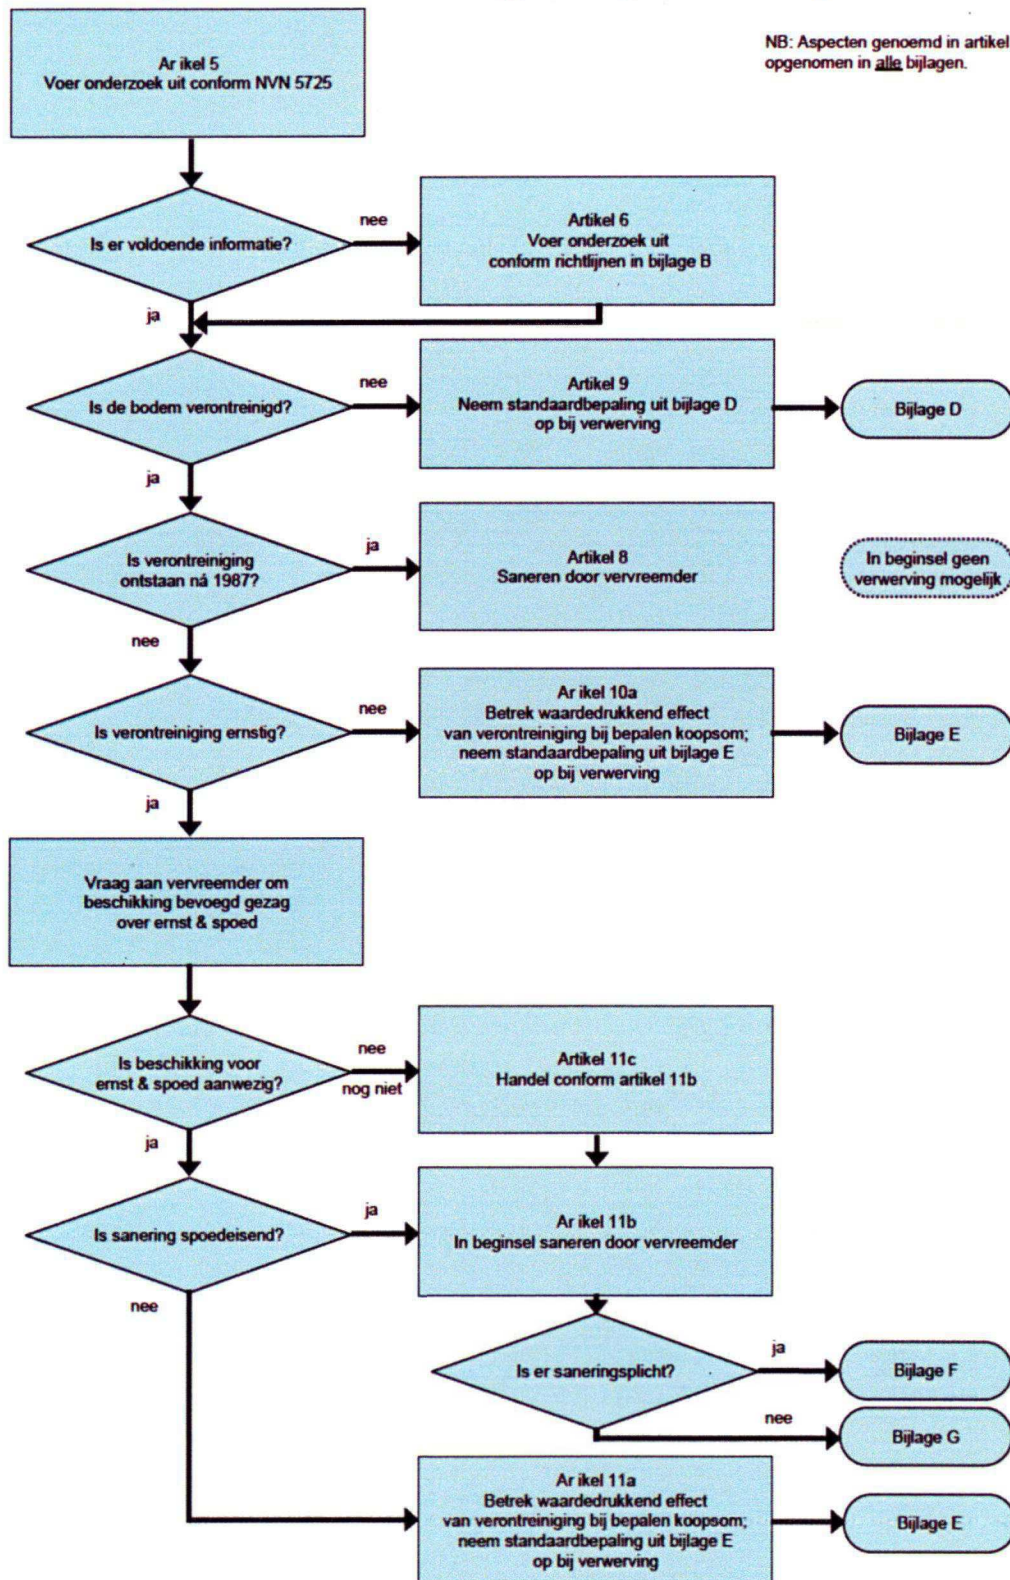 NB: Aspecten genoemd in artikel
opgenomen in alle bijlagen.
Ar ikel 5
Voer onderzoek uit conform NVN 5725
Is er voldoende informatie?
nee
Artikel 6
Voer onderzoek uit
conform richtlijnen in bijlage B
ja
Is de bodem verontreinigd?
nee
Artikel 9
Neem standaardbepaling uit bijlage D
op bij verwerving
Bijlage D
ja
Is verontreiniging
ontstaan ná 1987?
ja
Artikel 8
Saneren door vervreemder
In beginsel geen
verwerving mogelijk
nee
Is verontreiniging ernstig?
nee
Ar ikel 10a
Betrek waardedrukkend effect
van verontreiniging bij bepalen koopsom;
neem standaardbepaling uit bijlage E
op bij verwerving
Bijlage E
ja
Vraag aan vervreemder om
beschikking bevoegd gezag
over ernst & spoed
Is beschikking voor
ernst & spoed aanwezig?
nee
nog niet
Artikel 11c
Handel conform artikel 11b
ja
Is sanering spoedeisend?
ja
Ar ikel 11b
In beginsel saneren door vervreemder
nee
Is er saneringsplicht?
ja
Bijlage F
nee
Bijlage G
Ar ikel 11a
Betrek waardedrukkend effect
van verontreiniging bij bepalen koopsom;
neem standaardbepaling uit bijlage E
op bij verwerving
Bijlage E